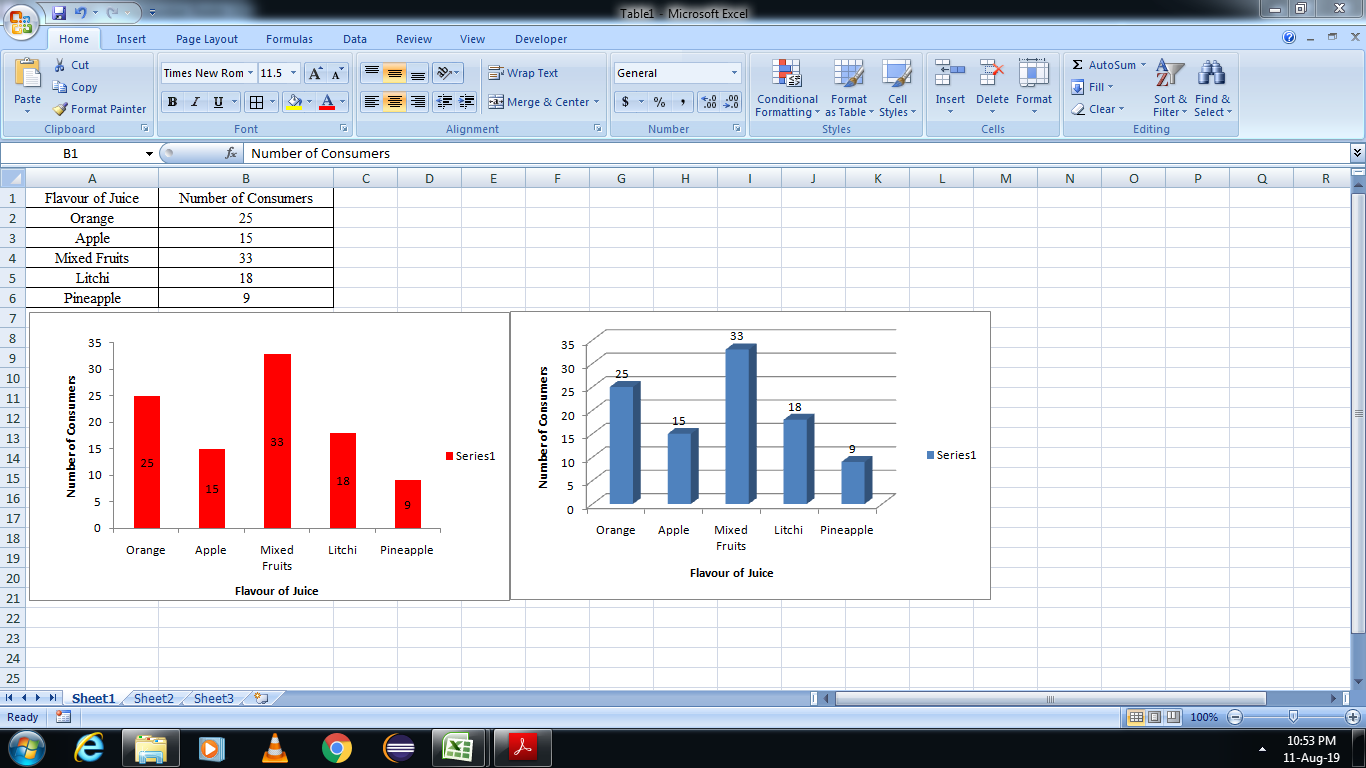 Table1 - Microsoft Excel
Home Insert Page Layout Formulas Data Review View Developer
Paste
Cut
Copy
Format Painter
Clipboard
Times New Rom 11.5
B I U
Font
Wrap Text
Merge & Center
Alignment
General
$ % ,
Number
Conditional Formatting
Format as Table
Cell Styles
Styles
Insert Delete Format
Cells
Σ AutoSum
Fill
Clear
Sort & Filter
Find & Select
Editing
B1 fx Number of Consumers
A B C D E F G H I J K L M N O P Q R
1 Flavour of Juice Number of Consumers
2 Orange 25
3 Apple 15
4 Mixed Fruits 33
5 Litchi 18
6 Pineapple 9
7
8
9
10
11
12
13
14
15
16
17
18
19
20
21
22
23
24
25
Number of Consumers
35
30
25
20
15
10
5
0
25 15 33 18 9
Orange Apple Mixed Fruits Litchi Pineapple
Flavour of Juice
Series1
Number of Consumers
35
30
25
20
15
10
5
0
25 15 33 18 9
Orange Apple Mixed Fruits Litchi Pineapple
Flavour of Juice
Series1
Sheet1 Sheet2 Sheet3
Ready 100%
10:53 PM
11-Aug-19